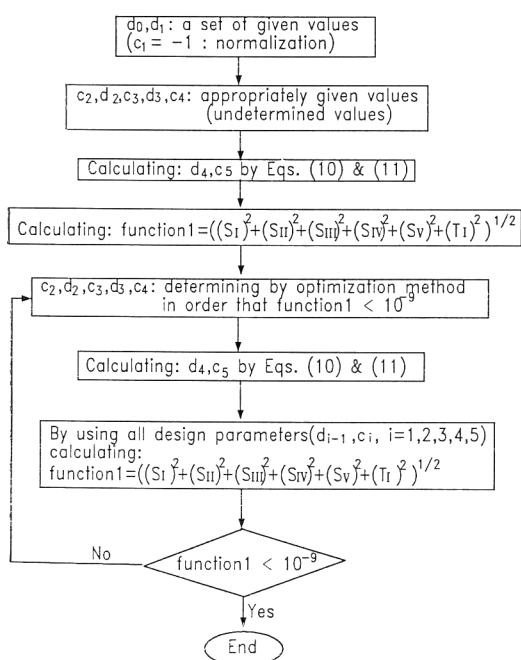 d₀,d₁: a set of given values
(c₁= −1 : normalization)
c₂,d₂,c₃,d₃,c₄: appropriately given values
(undetermined values)
Calculating: d₄,c₅ by Eqs. (10) & (11)
Calculating: function1=((SI)²+(SII)²+(SIII)²+(SIV)²+(SV)²+(TI)²)^1/2
c₂,d₂,c₃,d₃,c₄: determining by optimization method
in order that function1 < 10⁻⁹
Calculating: d₄,c₅ by Eqs. (10) & (11)
By using all design parameters(dᵢ₋₁,cᵢ, i=1,2,3,4,5)
calculating:
function1=((SI)²+(SII)²+(SIII)²+(SIV)²+(SV)²+(TI)²)^1/2
No
function1 < 10⁻⁹
Yes
End